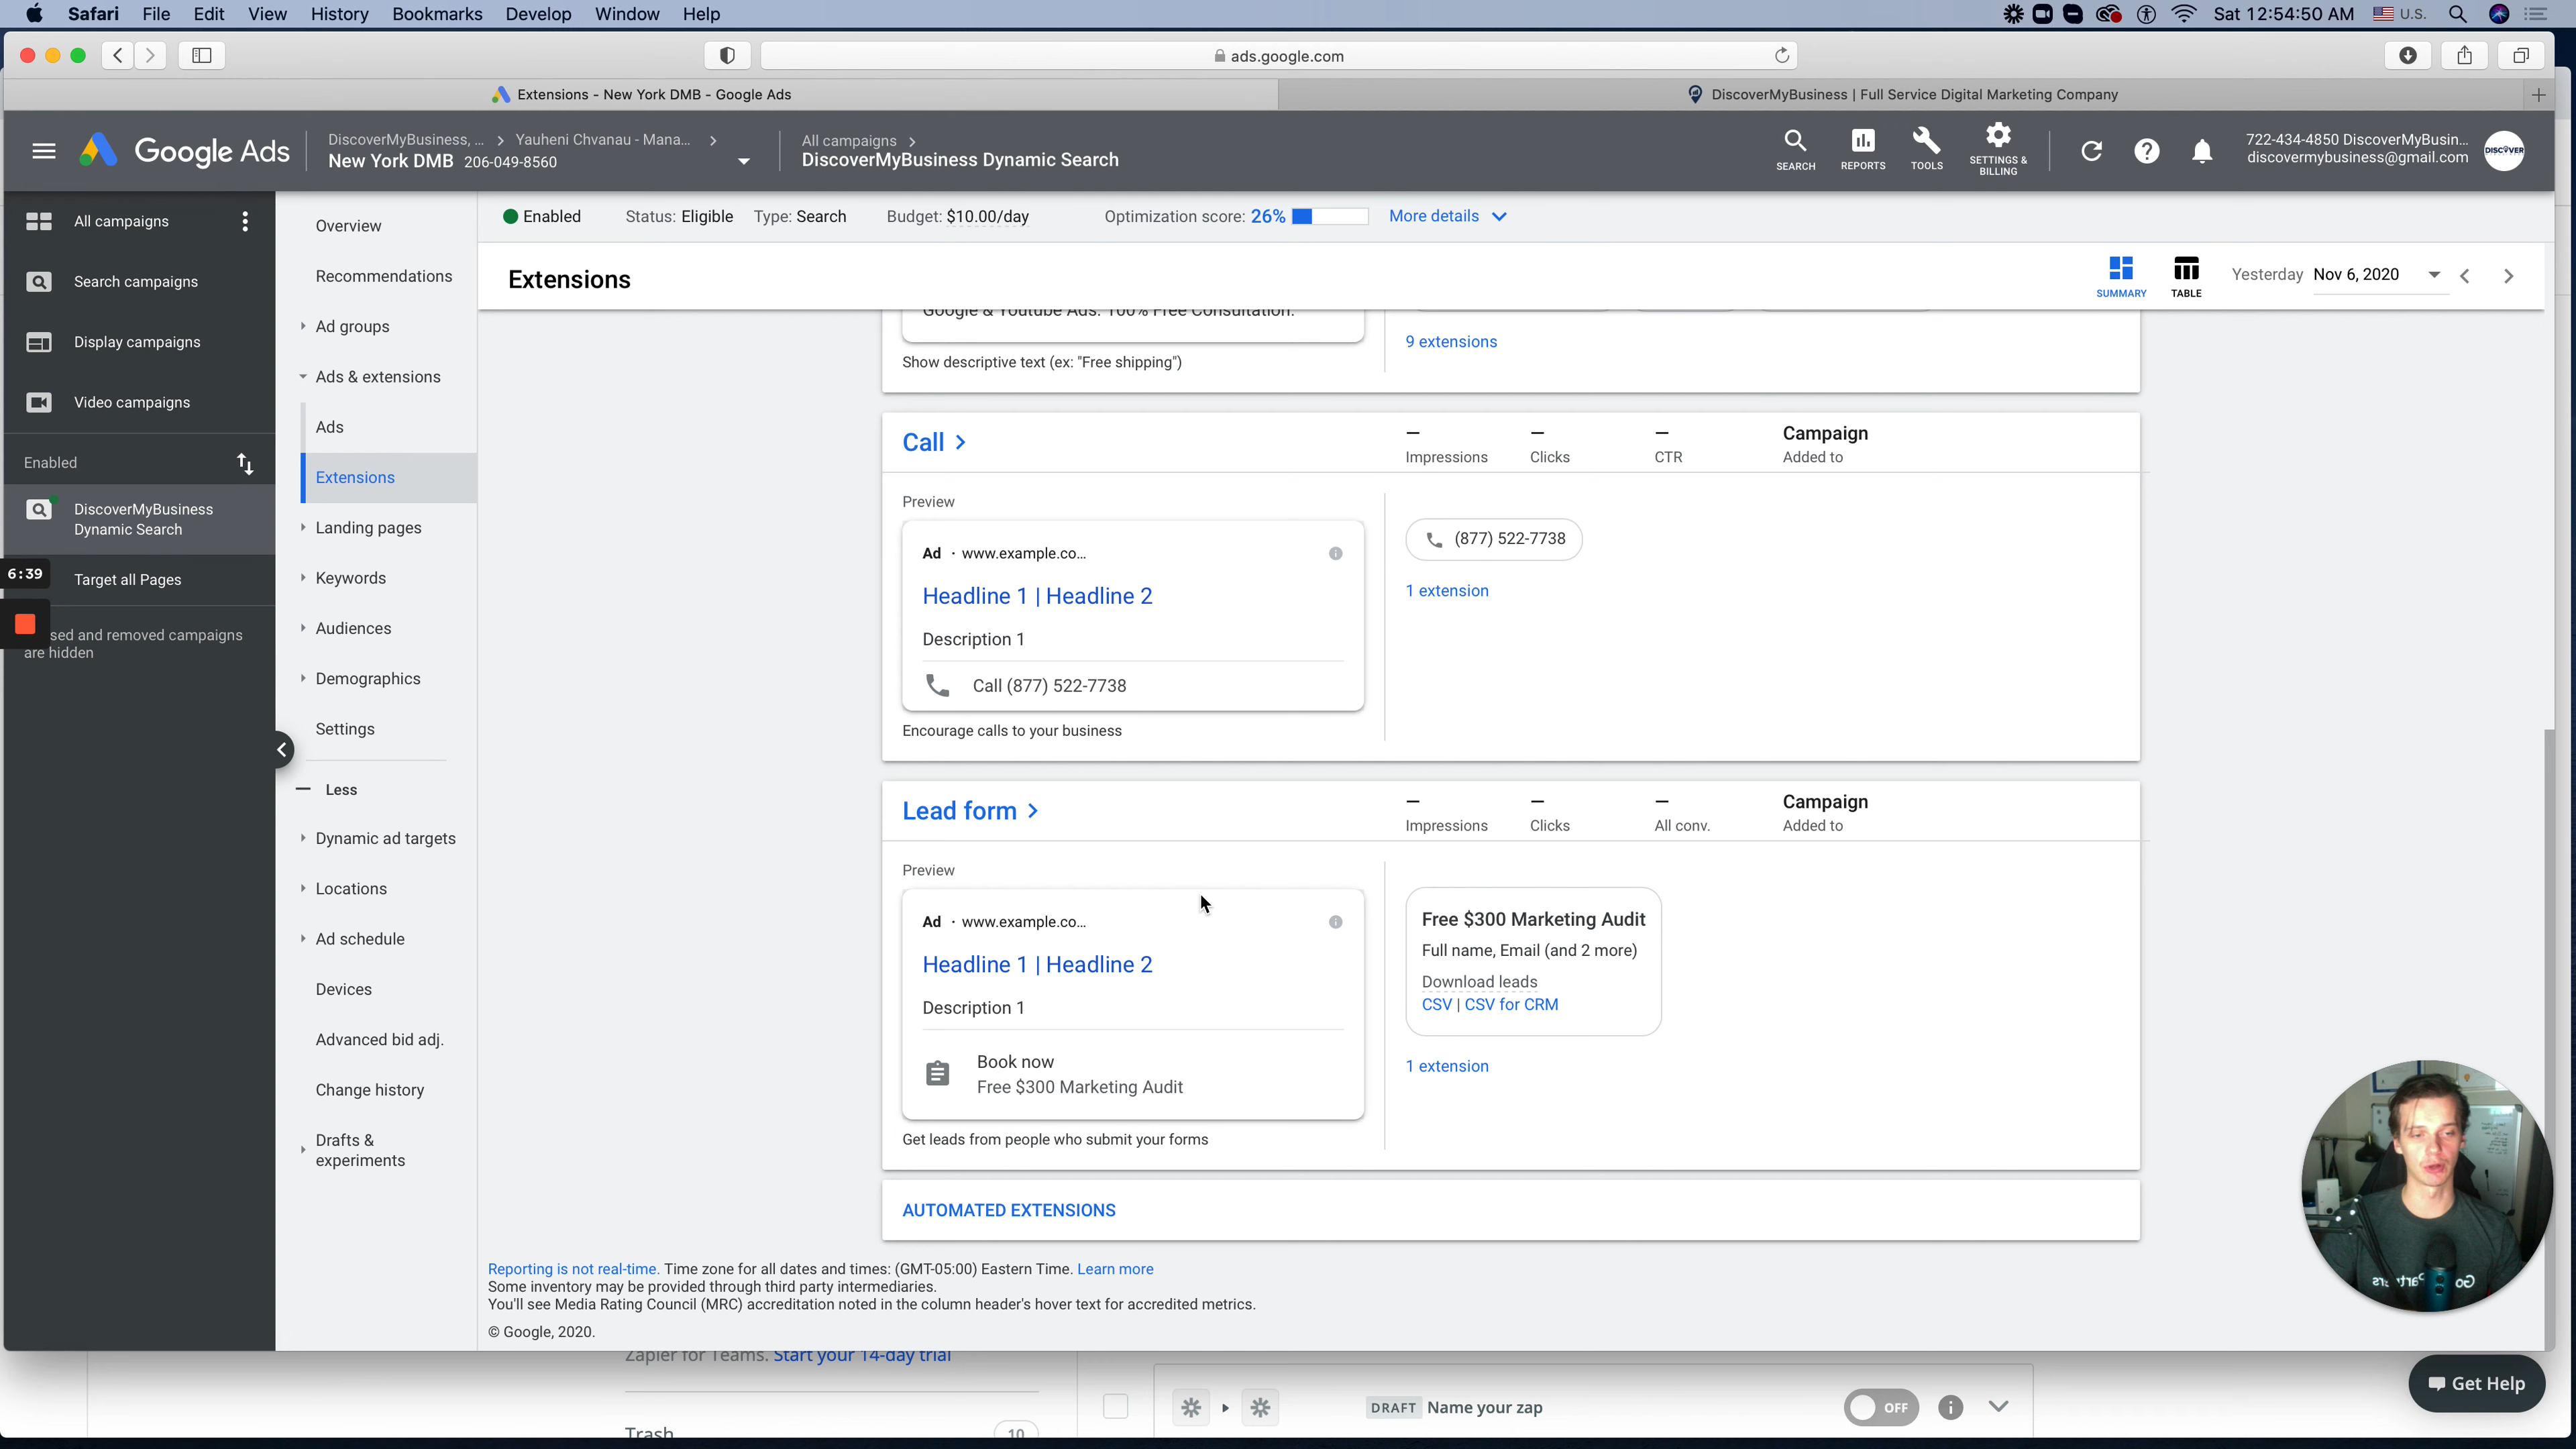 Safari File Edit View History Bookmarks Develop Window Help
Sat 12:54:50 AM U.S.
ads.google.com
Extensions - New York DMB - Google Ads
DiscoverMyBusiness | Full Service Digital Marketing Company
Google Ads
DiscoverMyBusiness, ... > Yauheni Chvanau - Mana... >
New York DMB 206-049-8560
All campaigns >
DiscoverMyBusiness Dynamic Search
SEARCH
REPORTS
TOOLS
SETTINGS & BILLING
722-434-4850 DiscoverMyBusin...
discovermybusiness@gmail.com
DISCOVER
All campaigns
Search campaigns
Display campaigns
Video campaigns
Enabled
DiscoverMyBusiness
Dynamic Search
6:39
Target all Pages
sed and removed campaigns
are hidden
Overview
Recommendations
Ad groups
Ads & extensions
Ads
Extensions
Landing pages
Keywords
Audiences
Demographics
Settings
Less
Dynamic ad targets
Locations
Ad schedule
Devices
Advanced bid adj.
Change history
Drafts &
experiments
Enabled Status: Eligible Type: Search Budget: $10.00/day Optimization score: 26% More details
Extensions
SUMMARY
TABLE
Yesterday Nov 6, 2020
Google & Youtube Ads. 100% Free Consultation.
9 extensions
Show descriptive text (ex: "Free shipping")
Call >
– Impressions
– Clicks
– CTR
Campaign
Added to
Preview
Ad · www.example.co...
Headline 1 | Headline 2
Description 1
Call (877) 522-7738
Encourage calls to your business
(877) 522-7738
1 extension
Lead form >
– Impressions
– Clicks
– All conv.
Campaign
Added to
Preview
Ad · www.example.co...
Headline 1 | Headline 2
Description 1
Book now
Free $300 Marketing Audit
Get leads from people who submit your forms
Free $300 Marketing Audit
Full name, Email (and 2 more)
Download leads
CSV | CSV for CRM
1 extension
AUTOMATED EXTENSIONS
Reporting is not real-time. Time zone for all dates and times: (GMT-05:00) Eastern Time. Learn more
Some inventory may be provided through third party intermediaries.
You'll see Media Rating Council (MRC) accreditation noted in the column header's hover text for accredited metrics.
© Google, 2020.
Zapier for Teams. Start your 14-day trial
Trash 10
DRAFT Name your zap
OFF
Get Help